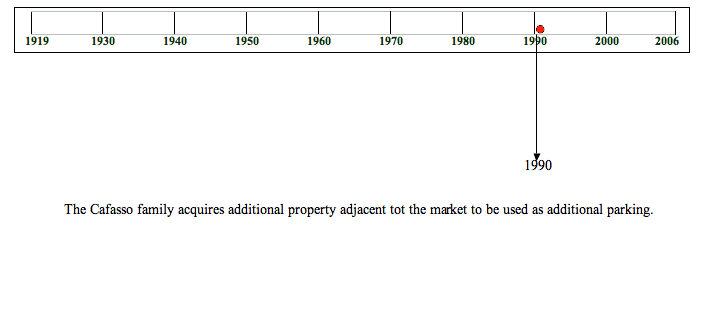 1919 1930 1940 1950 1960 1970 1980 1990 2000 2006
1990
The Cafasso family acquires additional property adjacent tot the market to be used as additional parking.